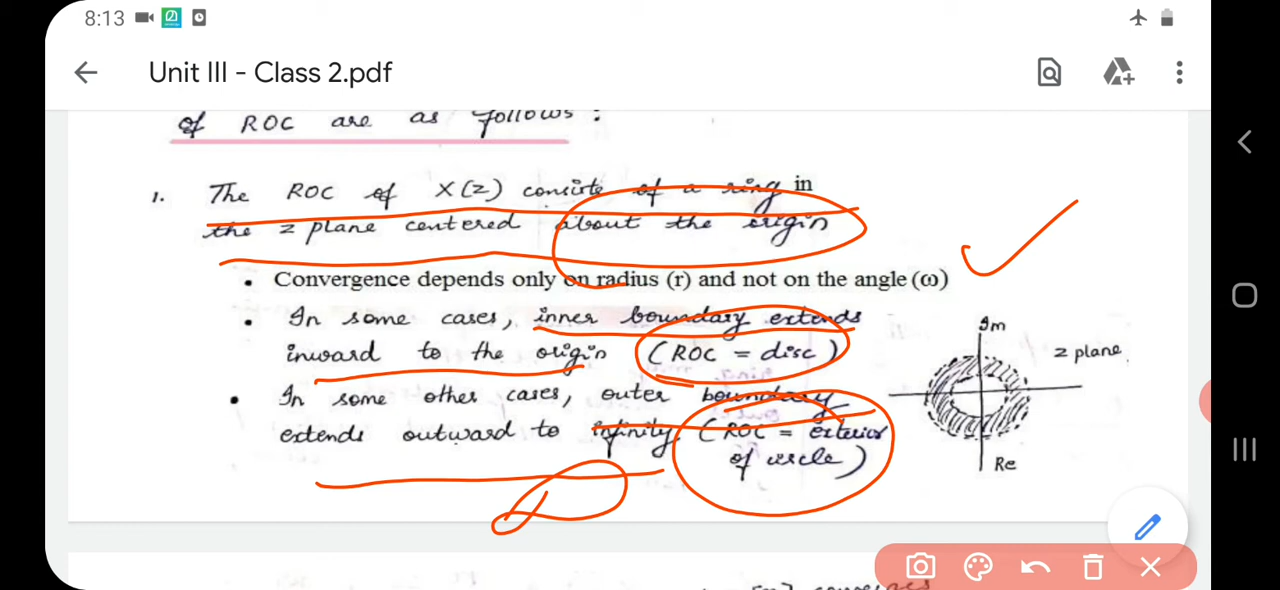 8:13
Unit III - Class 2.pdf
of ROC are as follows :
1. The ROC of X(z) consists of a ring in
the z plane centered about the origin
• Convergence depends only on radius (r) and not on the angle (ω)
• In some cases, inner boundary extends
inward to the origin (ROC = disc)
• In some other cases, outer boundary
extends outward to infinity. (ROC = exterior
of circle)
Im
z plane.
Re